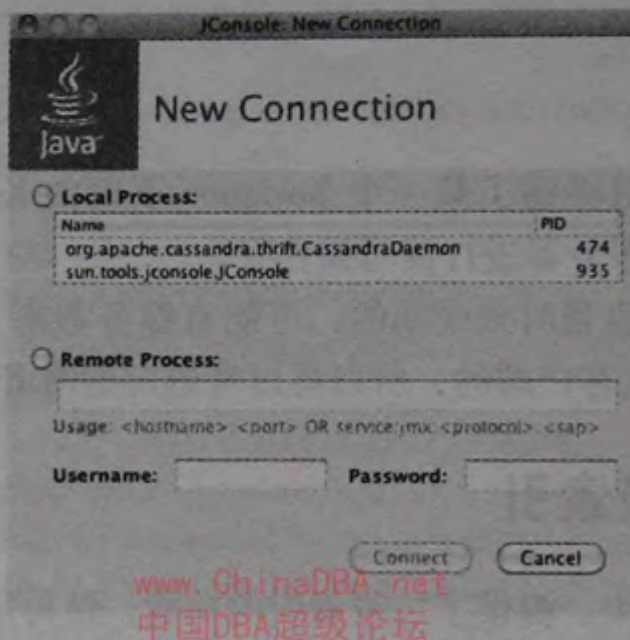 JConsole: New Connection
Java
New Connection
Local Process:
Name PID
org.apache.cassandra.thrift.CassandraDaemon 474
sun.tools.jconsole.JConsole 935
Remote Process:
Usage: <hostname>:<port> OR service:jmx:<protocol>:<sap>
Username: Password:
Connect Cancel
www.ChinaDBA.net
中国DBA超级论坛